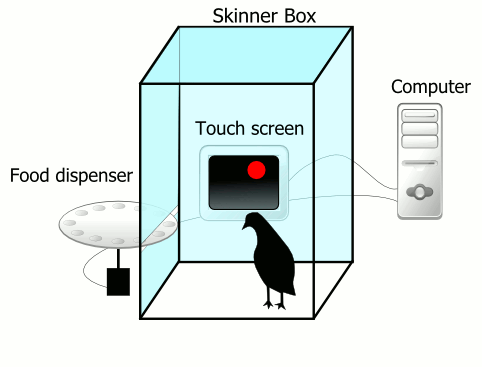 Skinner Box
Computer
Touch screen
Food dispenser